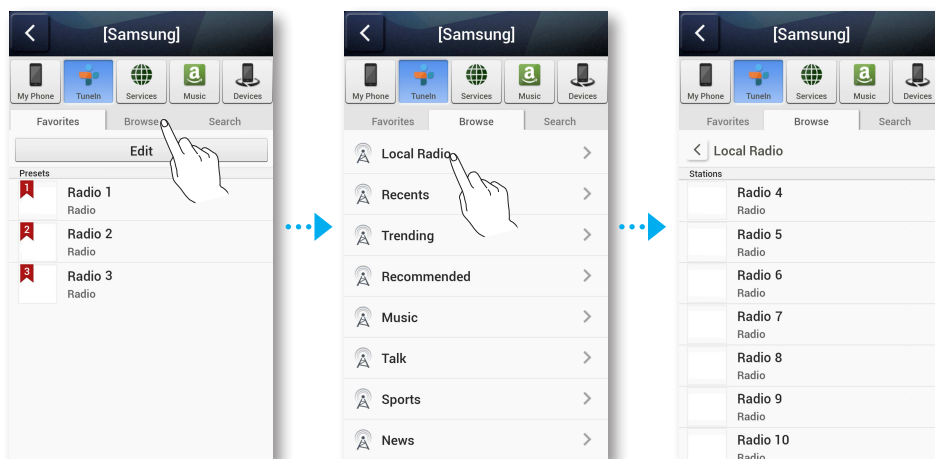 [Samsung]
My Phone TuneIn Services Music Devices
Favorites Browse Search
Edit
Presets
1 Radio 1
Radio
2 Radio 2
Radio
3 Radio 3
Radio
[Samsung]
My Phone TuneIn Services Music Devices
Favorites Browse Search
Local Radio
Recents
Trending
Recommended
Music
Talk
Sports
News
[Samsung]
My Phone TuneIn Services Music Devices
Favorites Browse Search
Local Radio
Stations
Radio 4
Radio
Radio 5
Radio
Radio 6
Radio
Radio 7
Radio
Radio 8
Radio
Radio 9
Radio
Radio 10
Radio